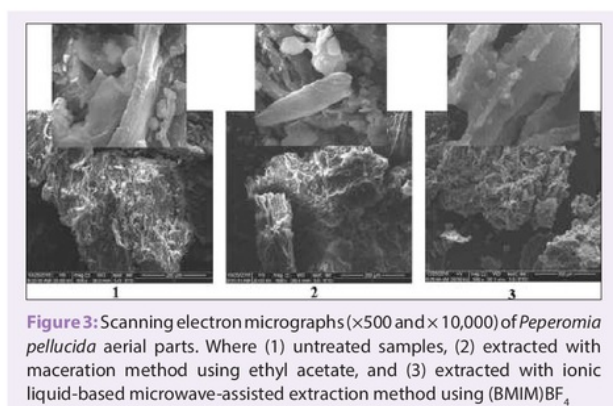 1 2 3
Figure 3: Scanning electron micrographs (×500 and × 10,000) of Peperomia
pellucida aerial parts. Where (1) untreated samples, (2) extracted with
maceration method using ethyl acetate, and (3) extracted with ionic
liquid-based microwave-assisted extraction method using (BMIM)BF4